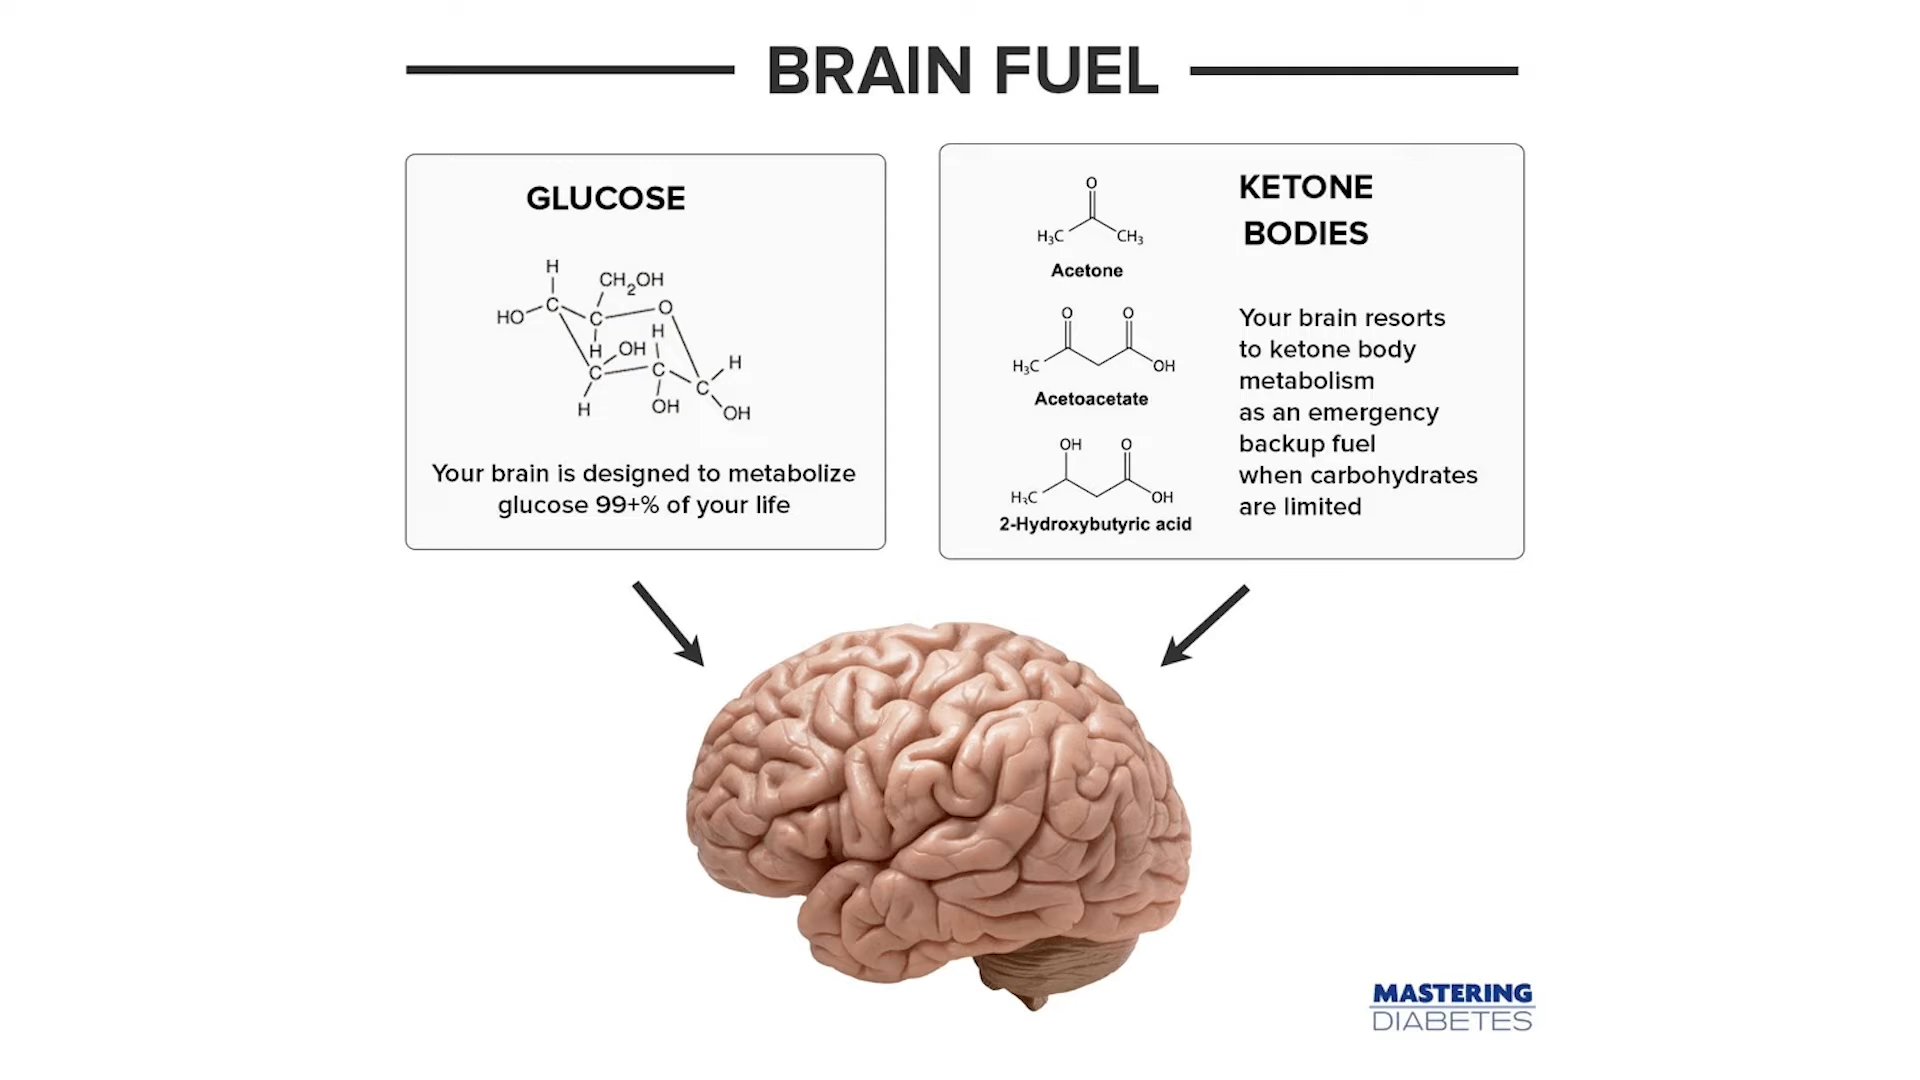 BRAIN FUEL
GLUCOSE
H
CH2OH
HO
C
C
O
H
H
OH
C
C
H
C
H
OH
OH
Your brain is designed to metabolize
glucose 99+% of your life
KETONE
BODIES
O
H3C
CH3
Acetone
O
O
H3C
OH
Acetoacetate
OH
O
H3C
OH
2-Hydroxybutyric acid
Your brain resorts
to ketone body
metabolism
as an emergency
backup fuel
when carbohydrates
are limited
MASTERING
DIABETES